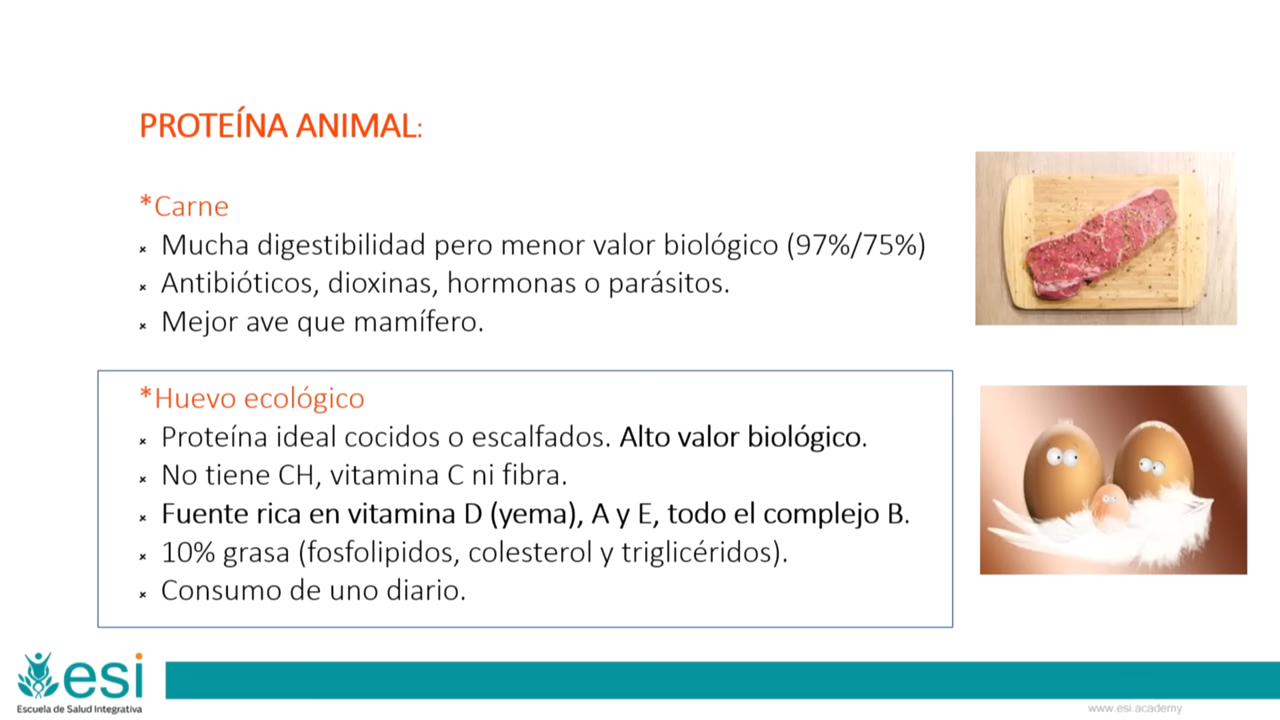 PROTEÍNA ANIMAL:
*Carne
× Mucha digestibilidad pero menor valor biológico (97%/75%)
× Antibióticos, dioxinas, hormonas o parásitos.
× Mejor ave que mamífero.
*Huevo ecológico
× Proteína ideal cocidos o escalfados. Alto valor biológico.
× No tiene CH, vitamina C ni fibra.
× Fuente rica en vitamina D (yema), A y E, todo el complejo B.
× 10% grasa (fosfolipidos, colesterol y triglicéridos).
× Consumo de uno diario.
esi
Escuela de Salud Integrativa
www.esi.academy